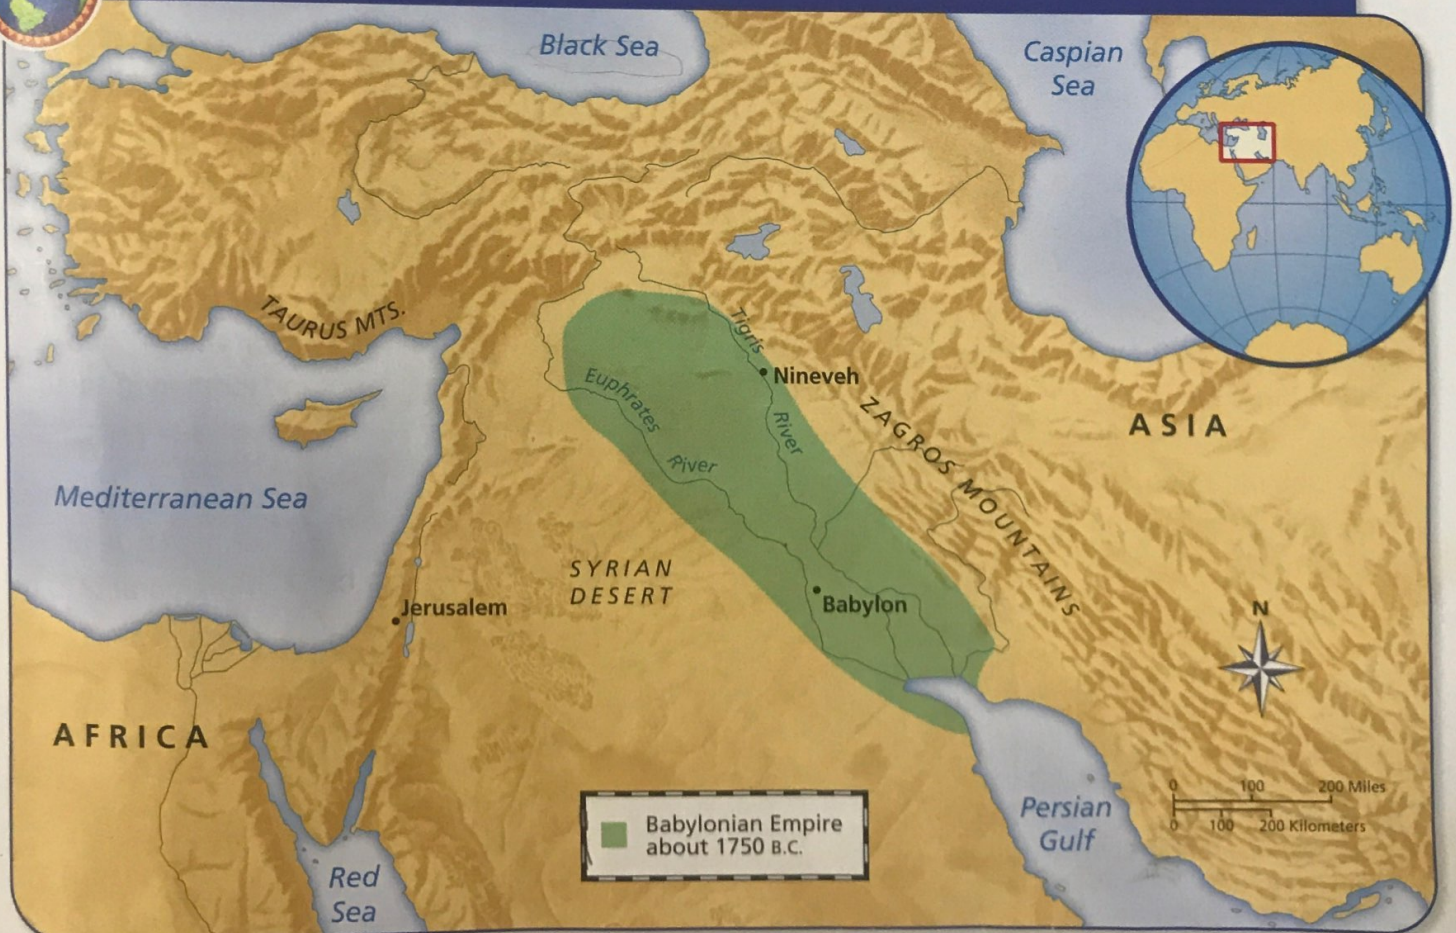 Black Sea
Caspian
Sea
TAURUS MTS.
Tigris
River
Nineveh
Euphrates
River
ZAGROS MOUNTAINS
ASIA
Mediterranean Sea
SYRIAN
DESERT
Babylon
Jerusalem
N
AFRICA
0 100 200 Miles
0 100 200 Kilometers
Persian
Gulf
Babylonian Empire
about 1750 B.C.
Red
Sea